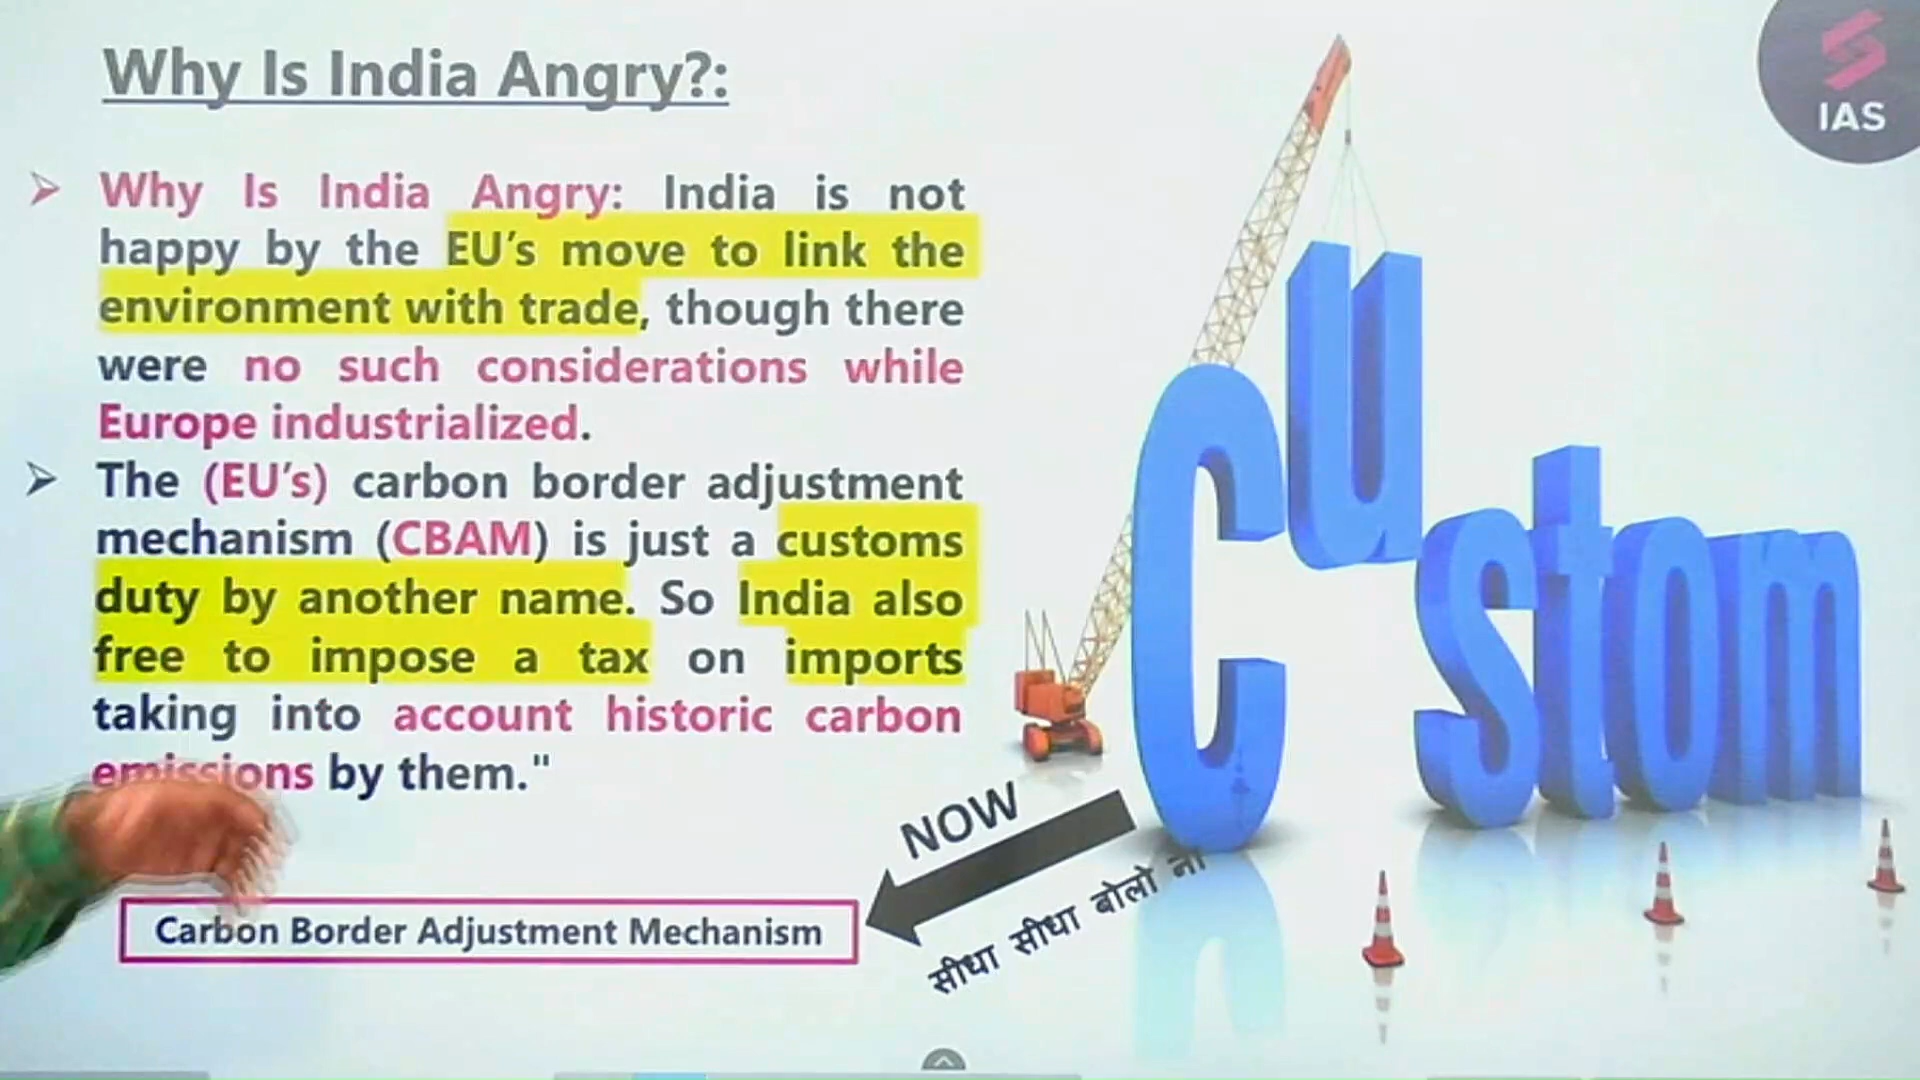 Why Is India Angry?:
IAS
Why Is India Angry: India is not
happy by the EU's move to link the
environment with trade, though there
were no such considerations while
Europe industrialized.
The (EU's) carbon border adjustment
mechanism (CBAM) is just a customs
duty by another name. So India also
free to impose a tax on imports
taking into account historic carbon
emissions by them."
Custom
NOW
सीधा सीधा बोलो ना
Carbon Border Adjustment Mechanism